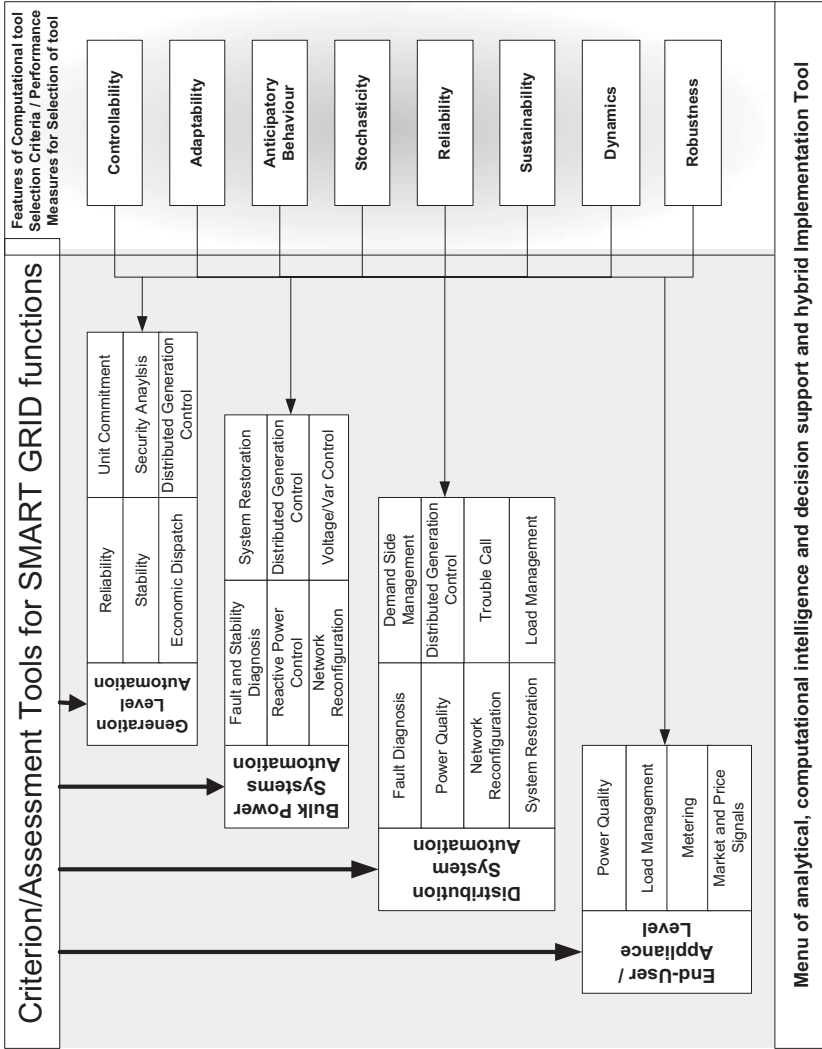 Criterion/Assessment Tools for SMART GRID functions
Features of Computational tool
Selection Criteria / Performance
Measures for Selection of tool
Generation
Level
Automation
Reliability
Unit Commitment
Stability
Security Anaylsis
Economic Dispatch
Distributed Generation
Control
Bulk Power
Systems
Automation
Fault and Stability
Diagnosis
System Restoration
Reactive Power
Control
Distributed Generation
Control
Network
Reconfiguration
Voltage/Var Control
Distribution
System
Automation
Fault Diagnosis
Demand Side
Management
Power Quality
Distributed Generation
Control
Network
Reconfiguration
Trouble Call
System Restoration
Load Management
End-User /
Appliance
Level
Power Quality
Load Management
Metering
Market and Price
Signals
Controllability
Adaptability
Anticipatory
Behaviour
Stochasticity
Reliability
Sustainability
Dynamics
Robustness
Menu of analytical, computational intelligence and decision support and hybrid Implementation Tool